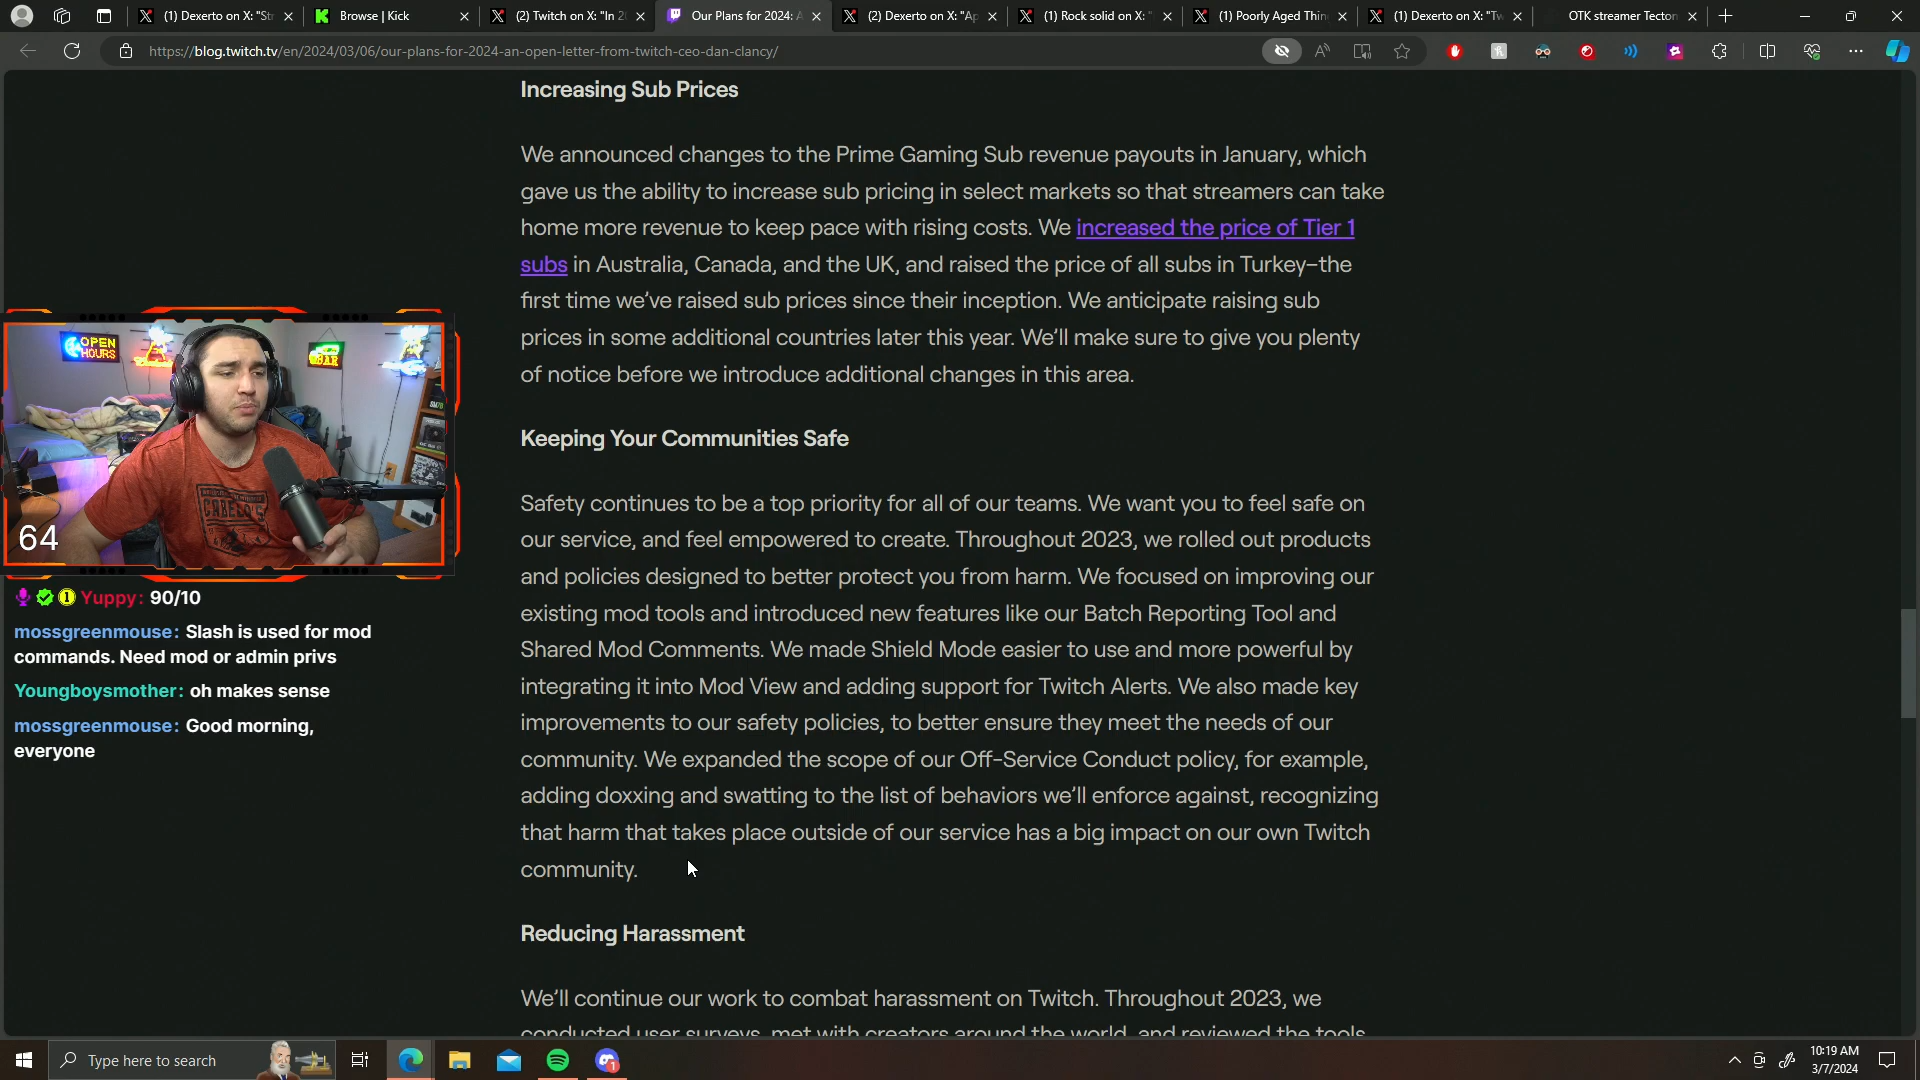 (1) Dexerto on X: "Str
Browse | Kick
(2) Twitch on X: "In 2
Our Plans for 2024: A
(2) Dexerto on X: "Ap
(1) Rock solid on X: "
(1) Poorly Aged Thin
(1) Dexerto on X: "Tw
OTK streamer Tecton
https://blog.twitch.tv/en/2024/03/06/our-plans-for-2024-an-open-letter-from-twitch-ceo-dan-clancy/
Increasing Sub Prices
We announced changes to the Prime Gaming Sub revenue payouts in January, which
gave us the ability to increase sub pricing in select markets so that streamers can take
home more revenue to keep pace with rising costs. We increased the price of Tier 1
subs in Australia, Canada, and the UK, and raised the price of all subs in Turkey–the
first time we’ve raised sub prices since their inception. We anticipate raising sub
prices in some additional countries later this year. We’ll make sure to give you plenty
of notice before we introduce additional changes in this area.
Keeping Your Communities Safe
Safety continues to be a top priority for all of our teams. We want you to feel safe on
our service, and feel empowered to create. Throughout 2023, we rolled out products
and policies designed to better protect you from harm. We focused on improving our
existing mod tools and introduced new features like our Batch Reporting Tool and
Shared Mod Comments. We made Shield Mode easier to use and more powerful by
integrating it into Mod View and adding support for Twitch Alerts. We also made key
improvements to our safety policies, to better ensure they meet the needs of our
community. We expanded the scope of our Off-Service Conduct policy, for example,
adding doxxing and swatting to the list of behaviors we’ll enforce against, recognizing
that harm that takes place outside of our service has a big impact on our own Twitch
community.
Reducing Harassment
We’ll continue our work to combat harassment on Twitch. Throughout 2023, we
conducted user surveys, met with creators around the world, and reviewed the tools
OPEN
HOURS
BAR
CABELA'S
64
Yuppy: 90/10
mossgreenmouse: Slash is used for mod
commands. Need mod or admin privs
Youngboysmother: oh makes sense
mossgreenmouse: Good morning,
everyone
Type here to search
1
10:19 AM
3/7/2024